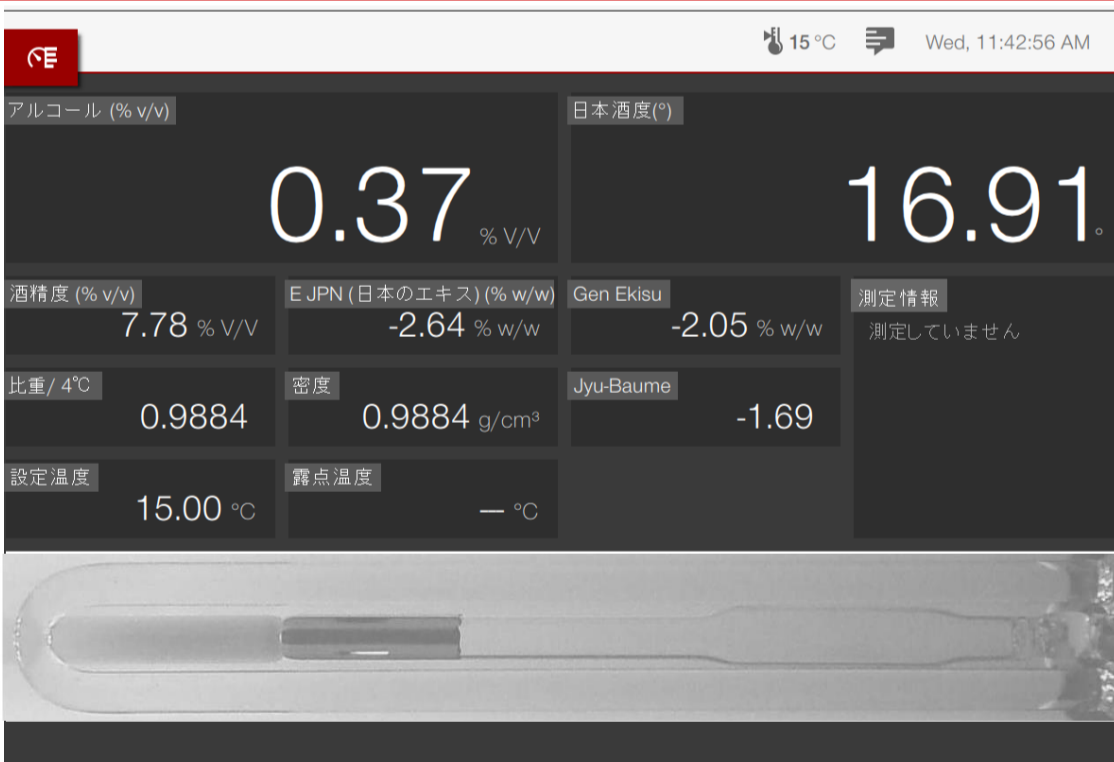 15 °C Wed, 11:42:56 AM
アルコール (% v/v)
0.37 % V/V
日本酒度(°)
16.91 °
酒精度 (% v/v)
7.78 % V/V
E JPN (日本のエキス) (% w/w)
-2.64 % w/w
Gen Ekisu
-2.05 % w/w
測定情報
測定していません
比重/ 4℃
0.9884
密度
0.9884 g/cm³
Jyu-Baume
-1.69
設定温度
15.00 °C
露点温度
— °C